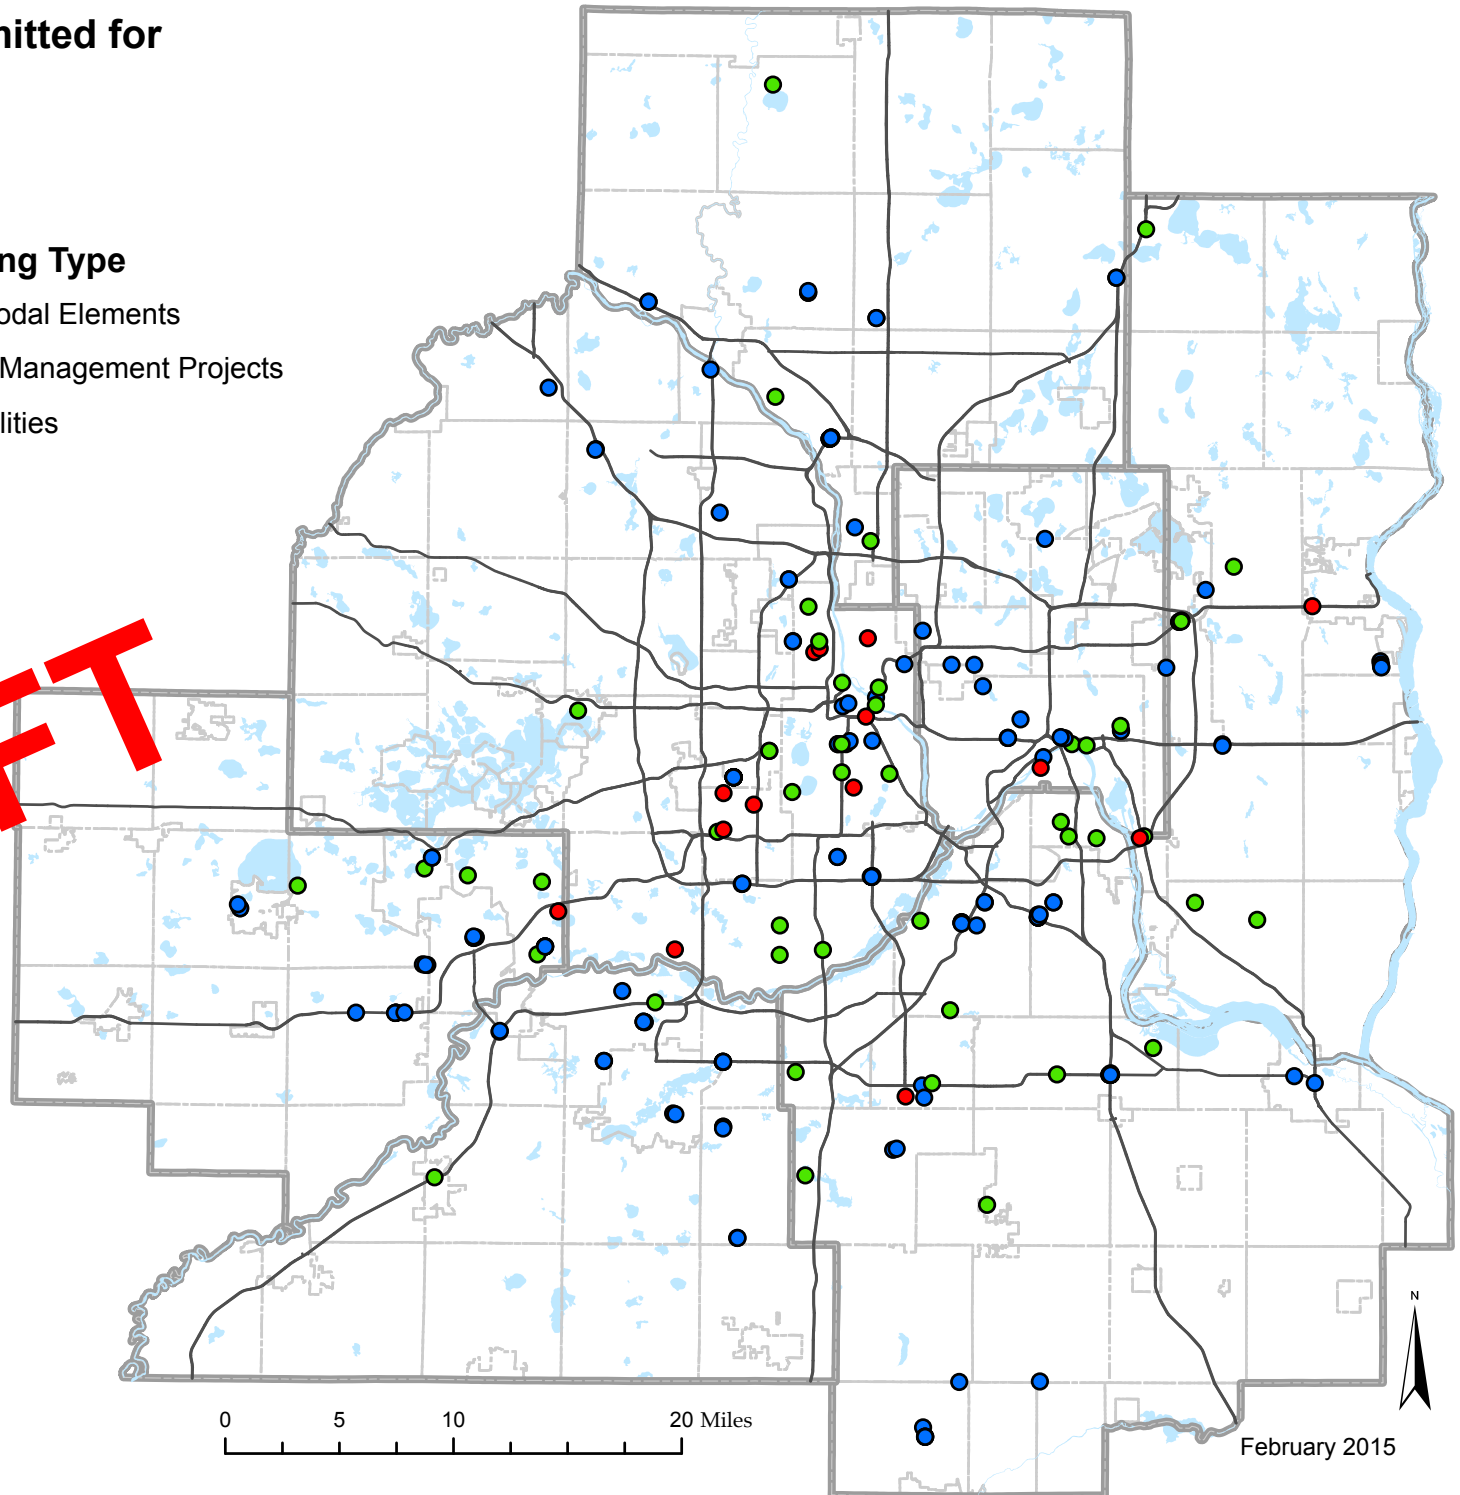 nitted for
ng Type
odal Elements
Management Projects
lities
FT
N
0 5 10 20 Miles
February 2015